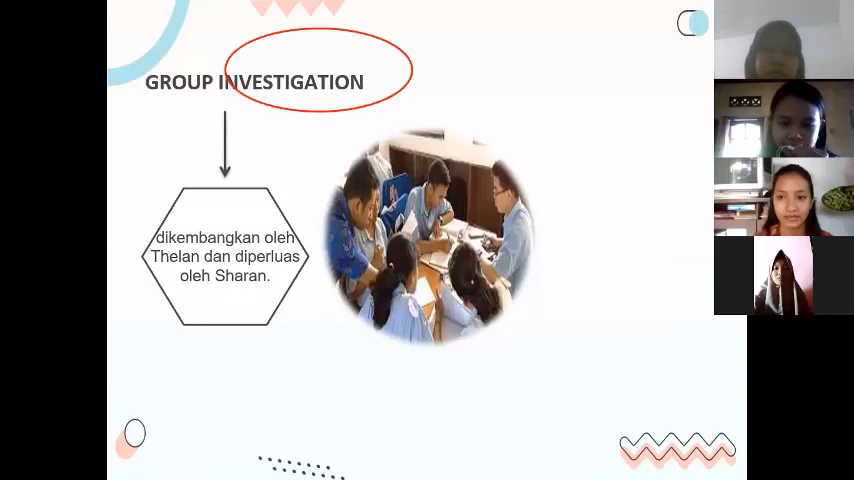 GROUP INVESTIGATION
dikembangkan oleh
Thelan dan diperluas
oleh Sharan.